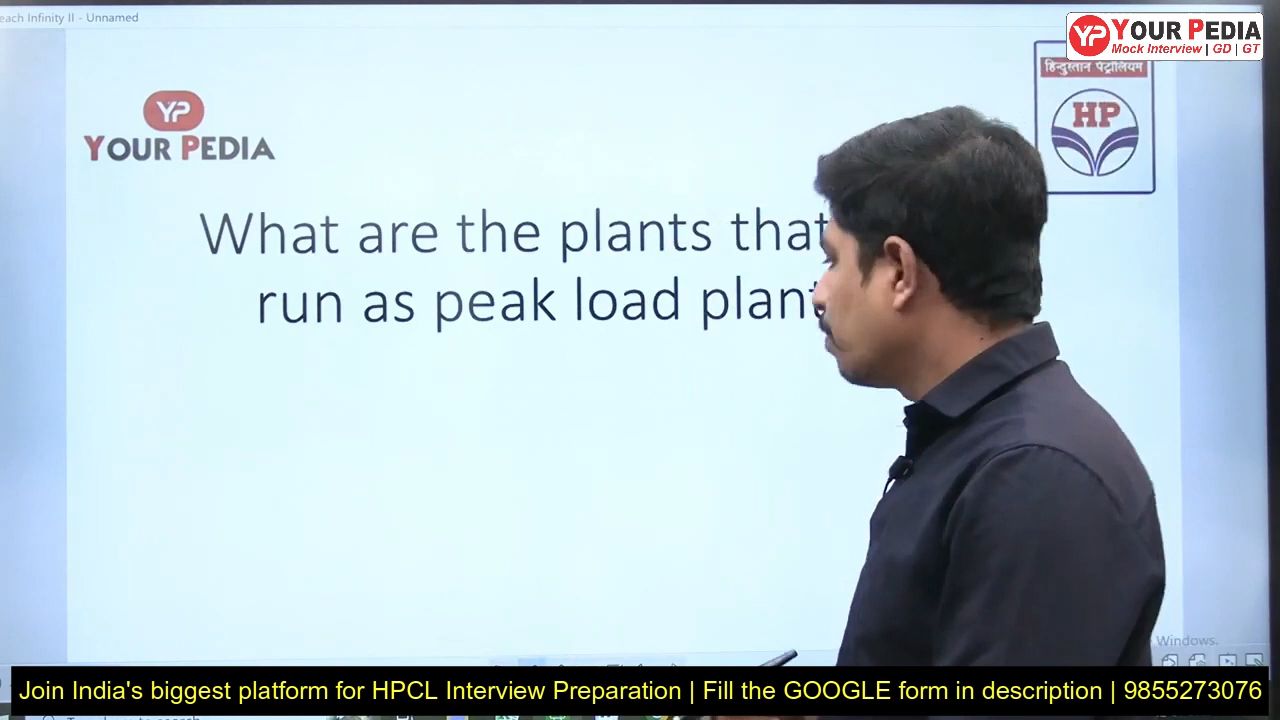 each Infinity II - Unnamed
YP YOUR PEDIA
Mock Interview | GD | GT
हिन्दुस्तान पेट्रोलियम
HP
YP
YOUR PEDIA
What are the plants that
run as peak load plant
Windows.
Join India's biggest platform for HPCL Interview Preparation | Fill the GOOGLE form in description | 9855273076